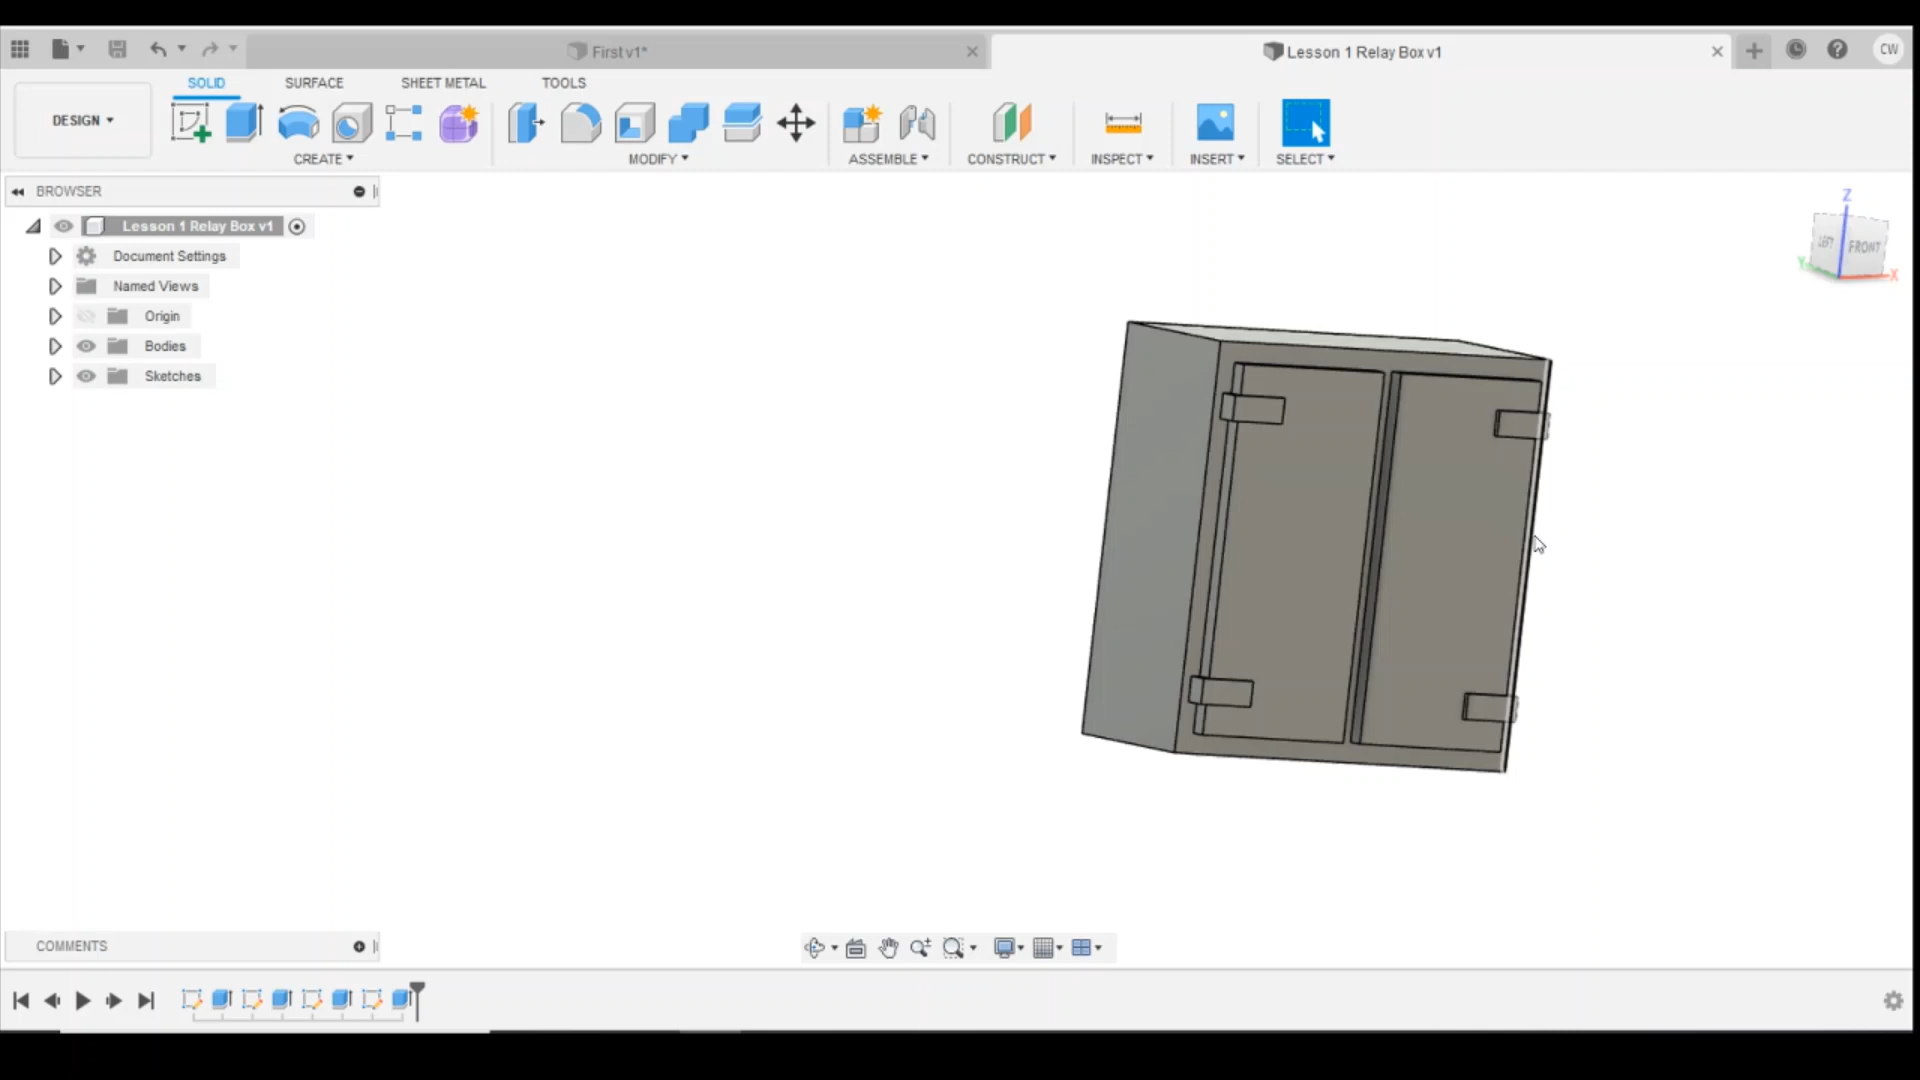 First v1*
Lesson 1 Relay Box v1
CW
DESIGN
SOLID
SURFACE
SHEET METAL
TOOLS
CREATE
MODIFY
ASSEMBLE
CONSTRUCT
INSPECT
INSERT
SELECT
BROWSER
Lesson 1 Relay Box v1
Document Settings
Named Views
Origin
Bodies
Sketches
Z
LEFT
FRONT
Y
X
COMMENTS